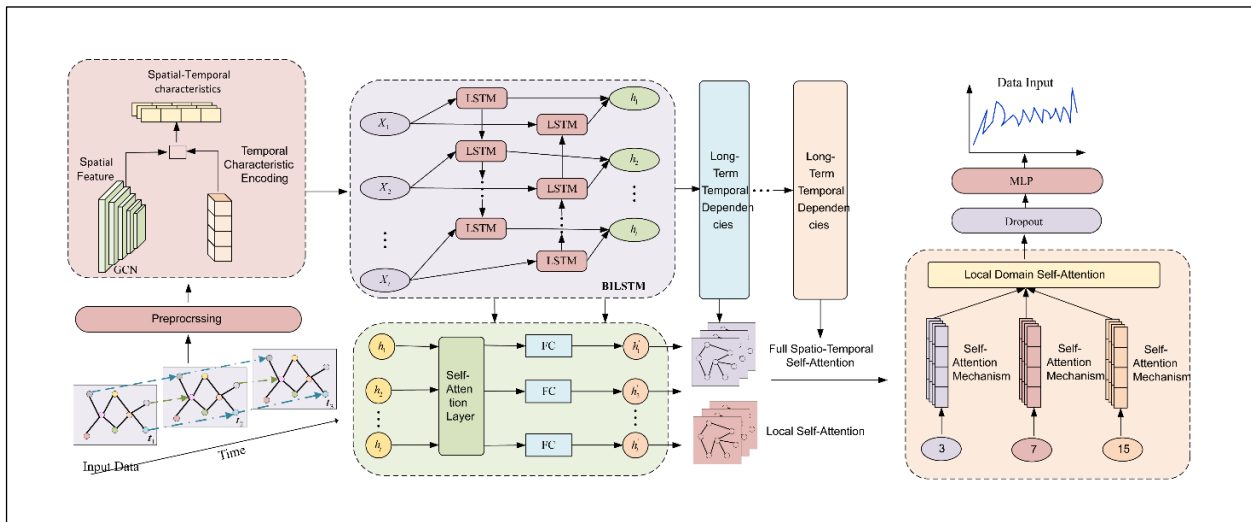 Spatial-Temporal
characteristics
Spatial
Feature
Temporal
Characteristic
Encoding
GCN
Preprocrssing
t1
t2
t3
Input Data
Time
X1
X2
Xt
LSTM
LSTM
LSTM
LSTM
LSTM
LSTM
h1
h2
ht
BILSTM
h1
h2
Self-
Atten
tion
Layer
FC
FC
FC
Long-
Term
Temporal
Dependen
cies
Long-
Term
Temporal
Dependen
cies
Full Spatio-Temporal
Self-Attention
Local Self-Attention
Data Input
MLP
Dropout
Local Domain Self-Attention
Self-
Attention
Mechanism
Self-
Attention
Mechanism
Self-
Attention
Mechanism
3
7
15